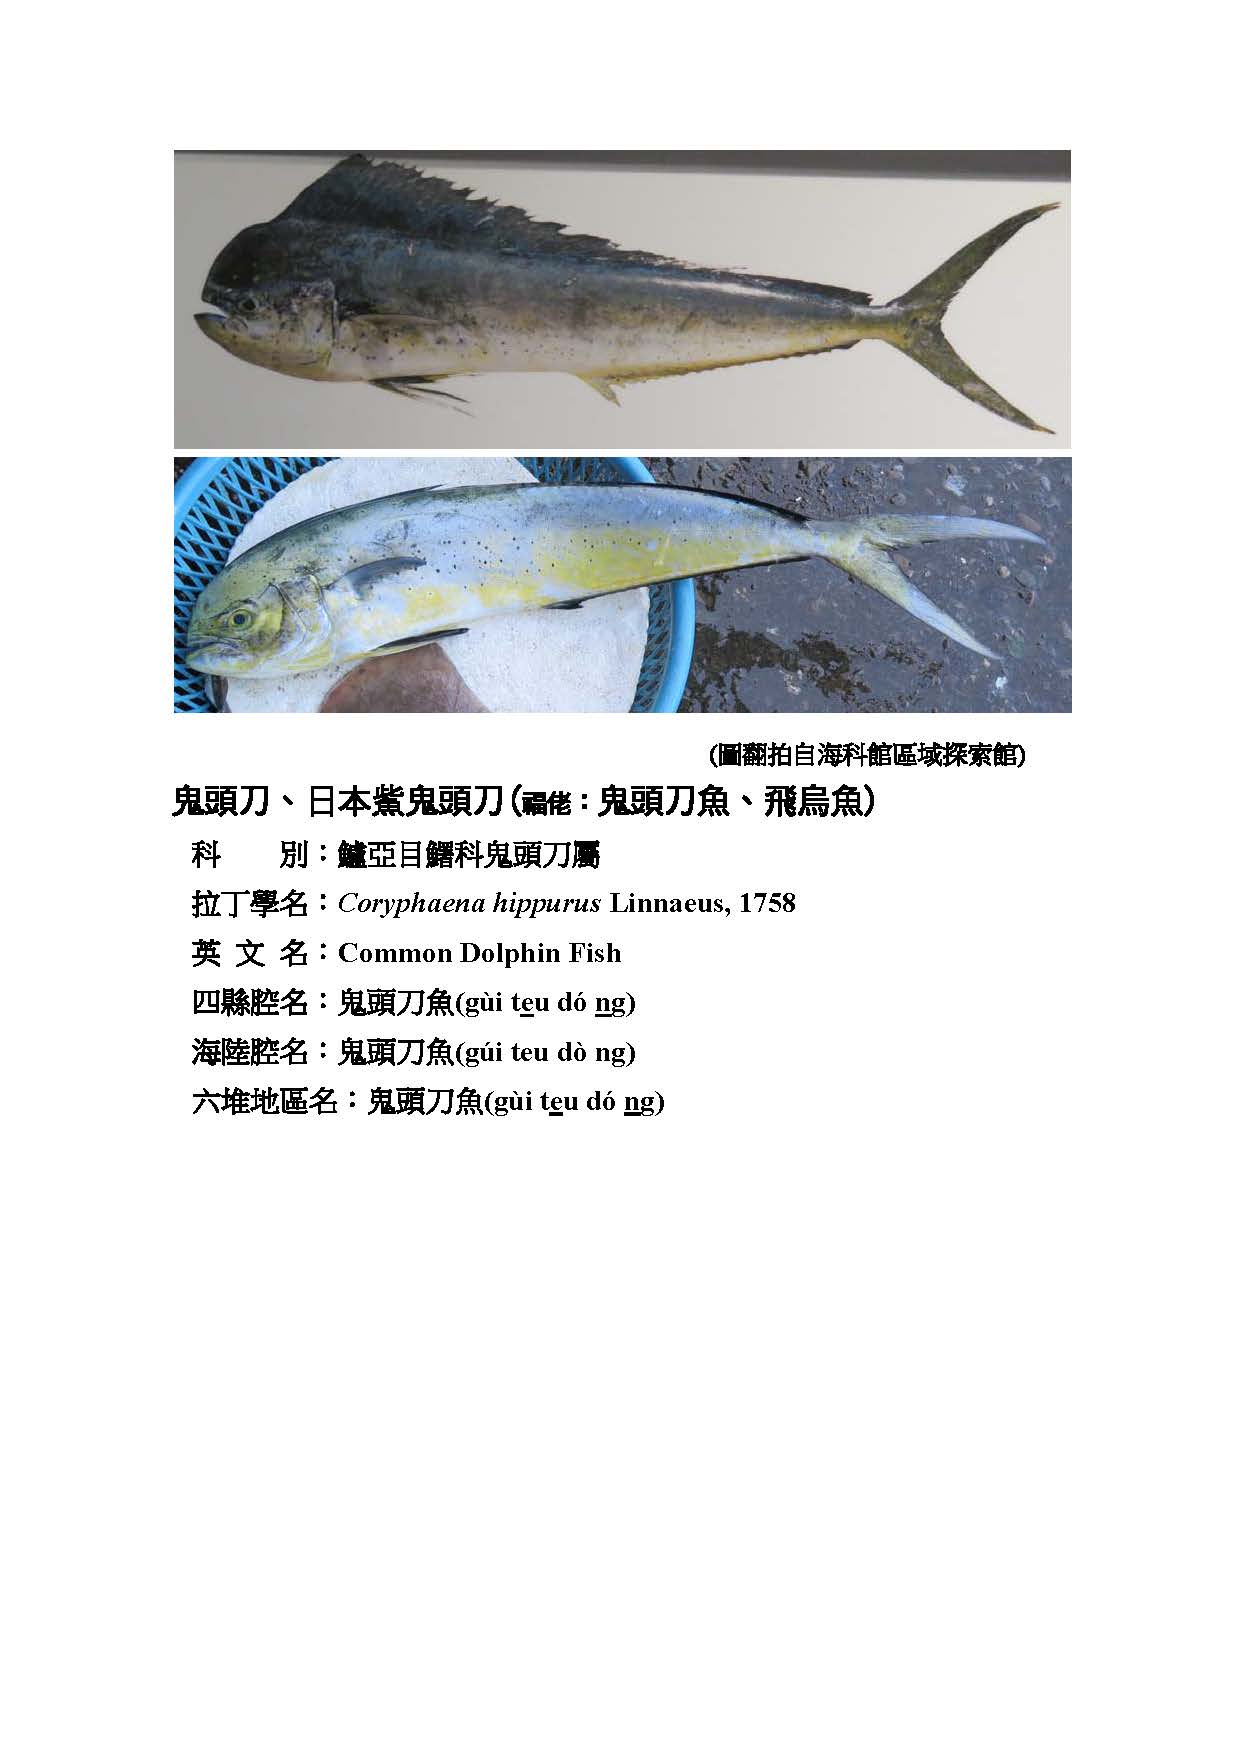 (圖翻拍自海科館區域探索館)
鬼頭刀、日本鮆鬼頭刀(福佬：鬼頭刀魚、飛烏魚)
科　　別：鱸亞目鱰科鬼頭刀屬
拉丁學名：Coryphaena hippurus Linnaeus, 1758
英 文 名：Common Dolphin Fish
四縣腔名：鬼頭刀魚(gùi teu dó ng)
海陸腔名：鬼頭刀魚(gúi teu dò ng)
六堆地區名：鬼頭刀魚(gùi teu dó ng)